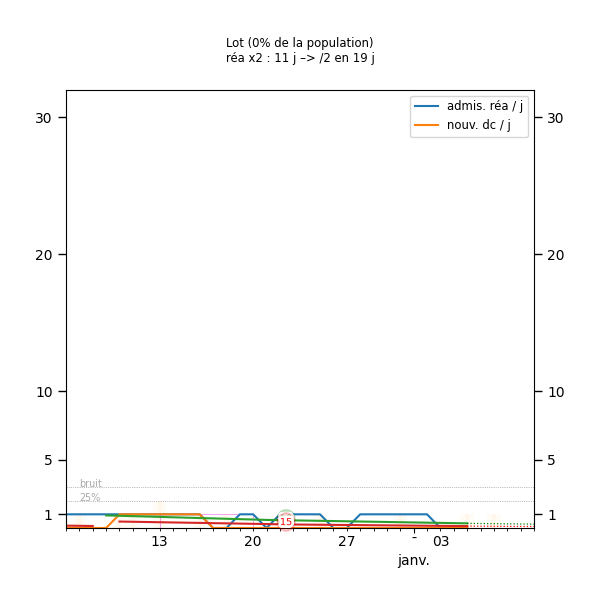 Lot (0% de la population)
réa x2 : 11 j –> /2 en 19 j
admis. réa / j
nouv. dc / j
30 30
20 20
10 10
5 5
bruit
25%
1 15 1
13 20 27 - 03
janv.